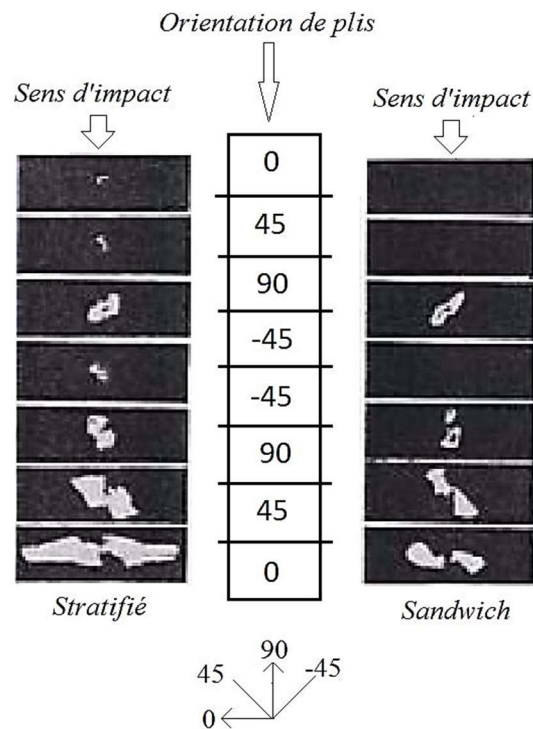 Orientation de plis
Sens d'impact
Sens d'impact
0
45
90
-45
-45
90
45
0
Stratifié
Sandwich
90
45
-45
0